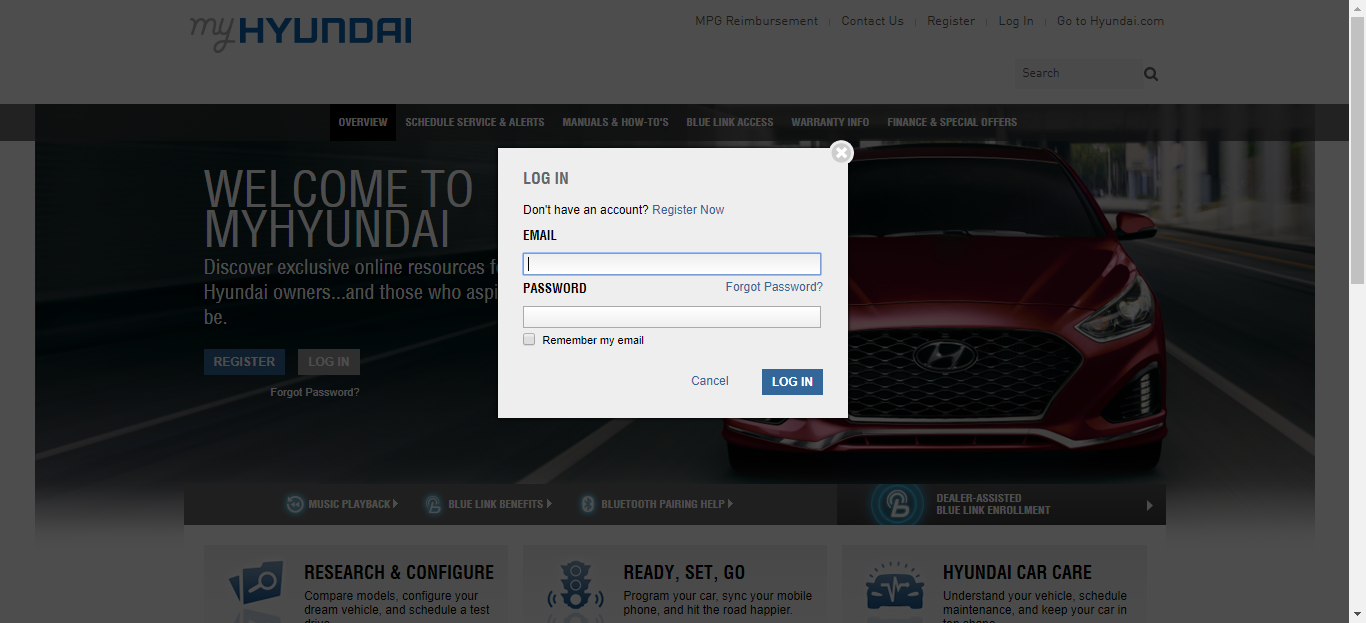 myHYUNDAI
MPG Reimbursement | Contact Us | Register | Log In | Go to Hyundai.com
Search
OVERVIEW SCHEDULE SERVICE & ALERTS MANUALS & HOW-TO'S BLUE LINK ACCESS WARRANTY INFO FINANCE & SPECIAL OFFERS
WELCOME TO
MYHYUNDAI
Discover exclusive online resources
Hyundai owners...and those who
be.
REGISTER LOG IN
Forgot Password?
LOG IN
Don't have an account? Register Now
EMAIL
PASSWORD Forgot Password?
Remember my email
Cancel LOG IN
MUSIC PLAYBACK BLUE LINK BENEFITS BLUETOOTH PAIRING HELP
DEALER-ASSISTED
BLUE LINK ENROLLMENT
RESEARCH & CONFIGURE
Compare models, configure your
dream vehicle, and schedule a test
READY, SET, GO
Program your car, sync your mobile
phone, and hit the road happier.
HYUNDAI CAR CARE
Understand your vehicle, schedule
maintenance, and keep your car in